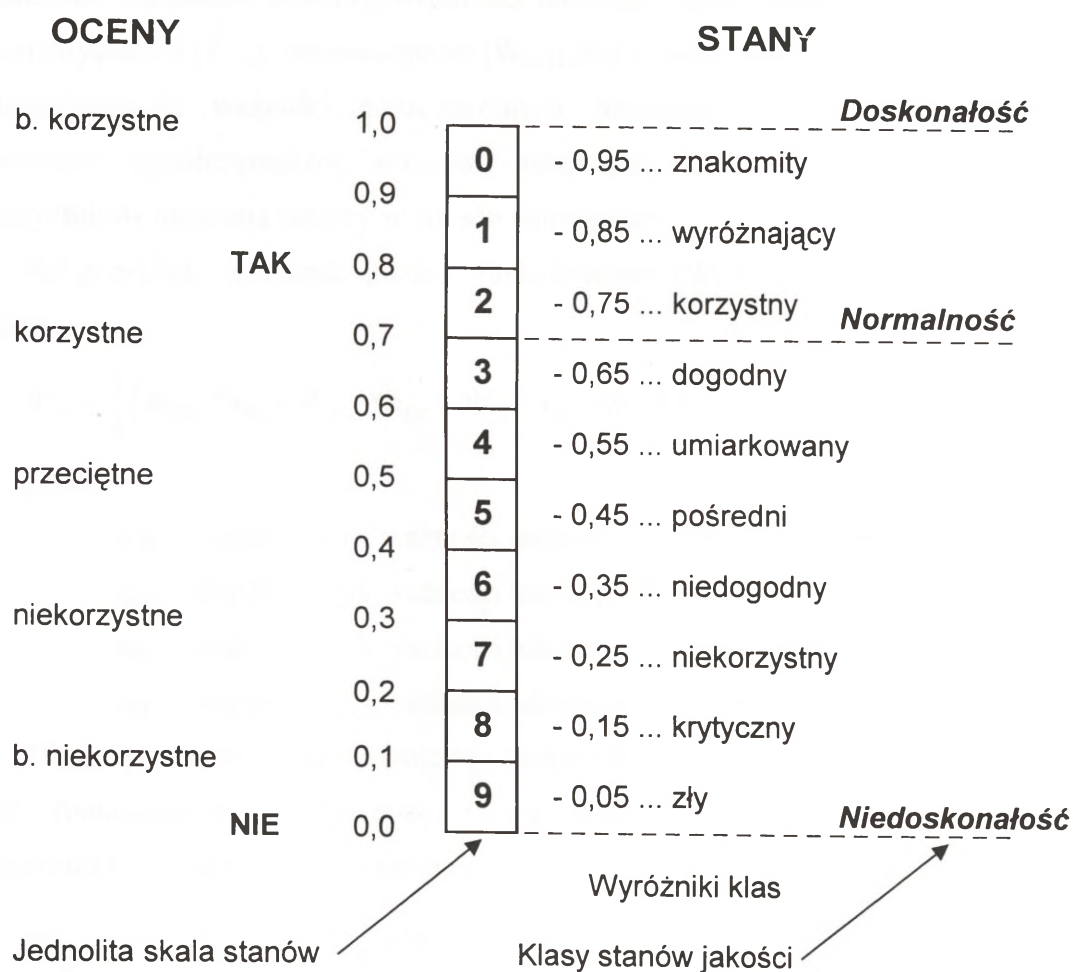 OCENY STANY
b. korzystne 1,0 Doskonałość
0 - 0,95 ... znakomity
0,9
1 - 0,85 ... wyróżnający
TAK 0,8
2 - 0,75 ... korzystny
korzystne 0,7 Normalność
3 - 0,65 ... dogodny
0,6
4 - 0,55 ... umiarkowany
przeciętne 0,5
5 - 0,45 ... pośredni
0,4
6 - 0,35 ... niedogodny
niekorzystne 0,3
7 - 0,25 ... niekorzystny
0,2
8 - 0,15 ... krytyczny
b. niekorzystne 0,1
9 - 0,05 ... zły
NIE 0,0 Niedoskonałość
Wyróżniki klas
Jednolita skala stanów Klasy stanów jakości